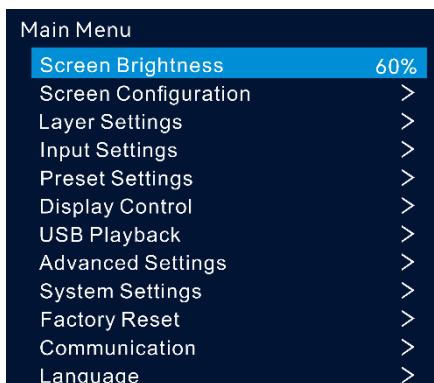 Main Menu
Screen Brightness 60%
Screen Configuration >
Layer Settings >
Input Settings >
Preset Settings >
Display Control >
USB Playback >
Advanced Settings >
System Settings >
Factory Reset >
Communication >
Language >